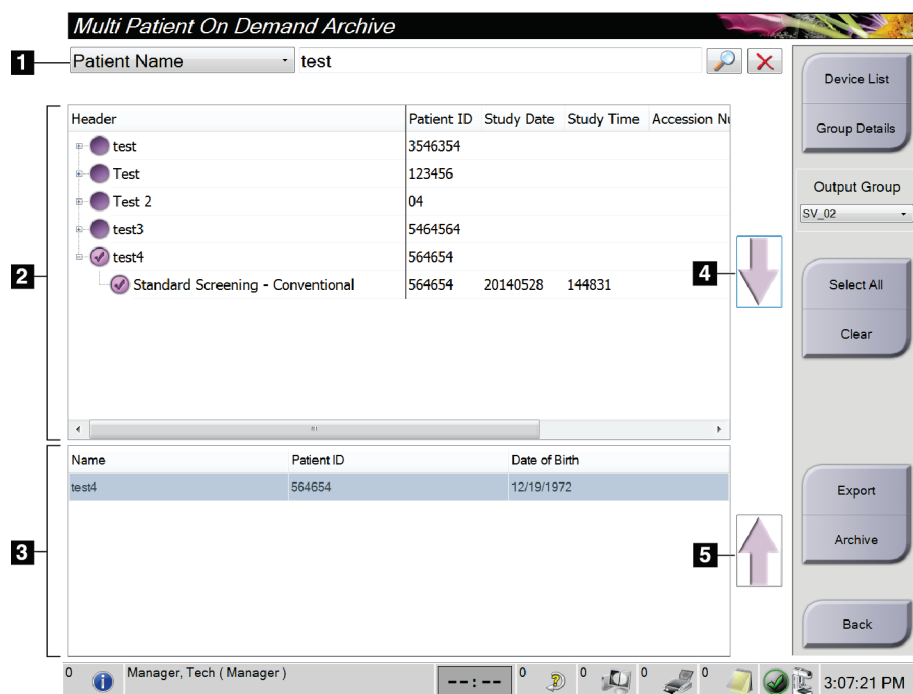 Multi Patient On Demand Archive
1
Patient Name test
Device List
Group Details
Output Group
SV_02
Select All
Clear
Export
Archive
Back
2
Header Patient ID Study Date Study Time Accession Nu
test 3546354
Test 123456
Test 2 04
test3 5464564
test4 564654
Standard Screening - Conventional 564654 20140528 144831
4
3
Name Patient ID Date of Birth
test4 564654 12/19/1972
5
0 Manager, Tech ( Manager ) --:-- 0 0 0 0 3:07:21 PM